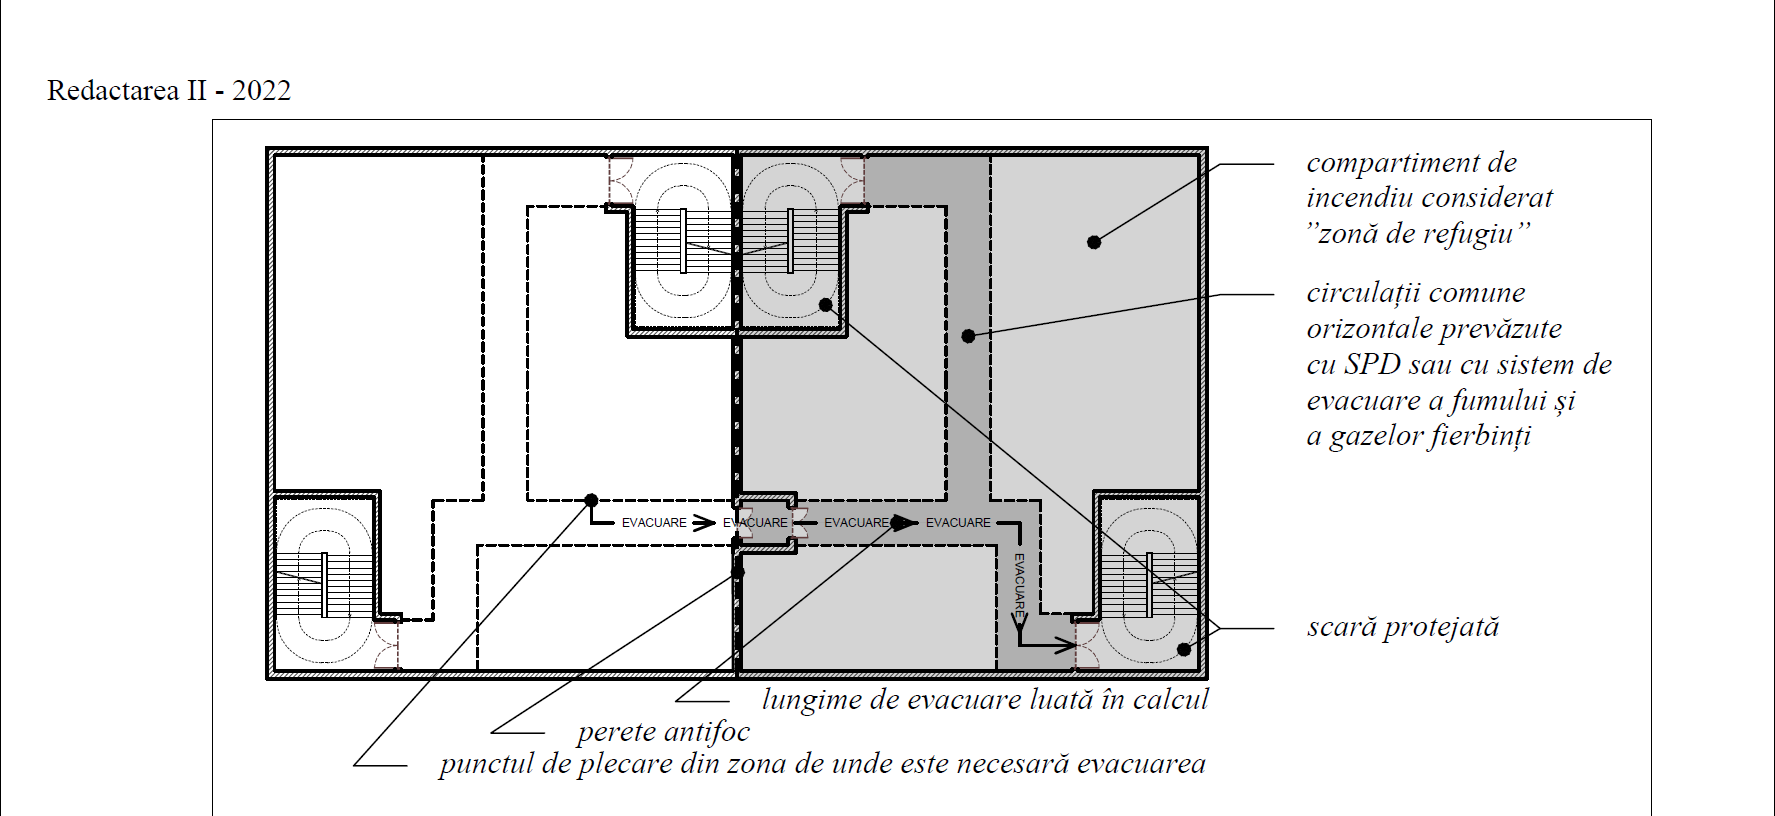 Redactarea II - 2022
compartiment de
incendiu considerat
”zonă de refugiu”
circulații comune
orizontale prevăzute
cu SPD sau cu sistem de
evacuare a fumului și
a gazelor fierbinți
EVACUARE
EVACUARE
EVACUARE
EVACUARE
EVACUARE
scară protejată
lungime de evacuare luată în calcul
perete antifoc
punctul de plecare din zona de unde este necesară evacuarea